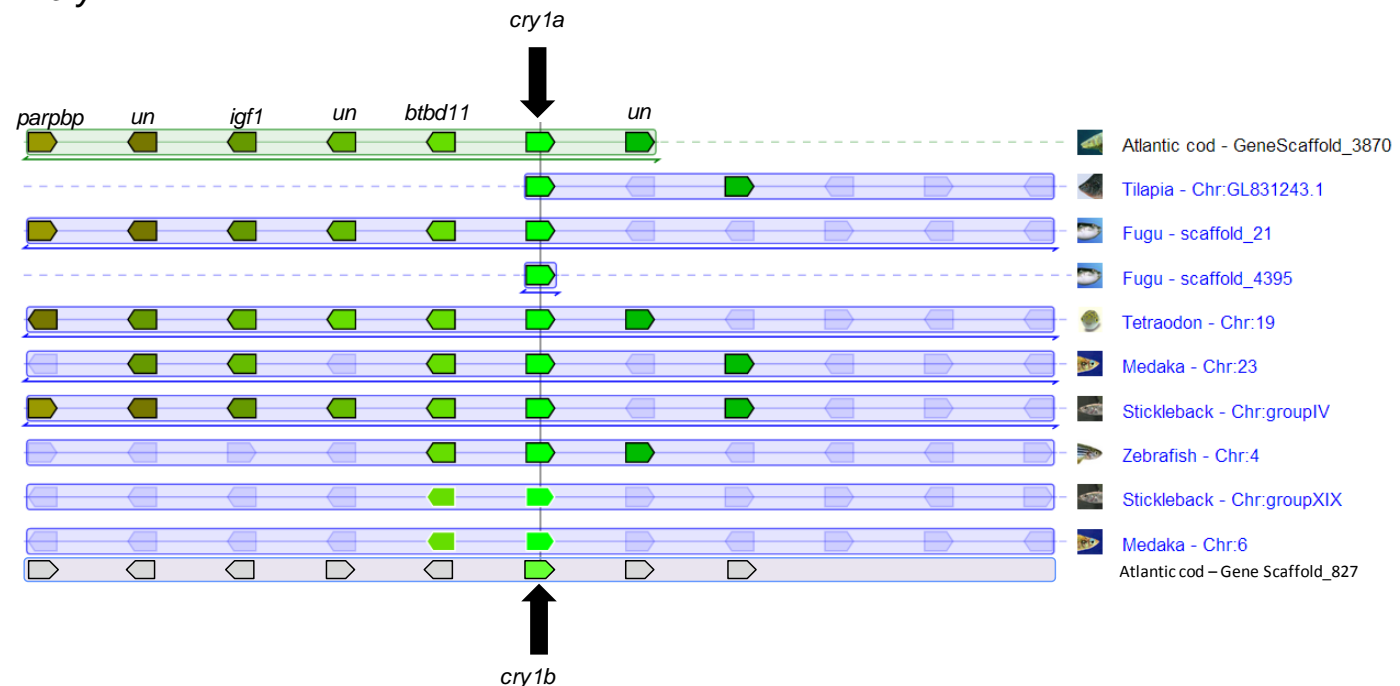 cry1a
parpbp un igf1 un btbd11 un
Atlantic cod - GeneScaffold_3870
Tilapia - Chr:GL831243.1
Fugu - scaffold_21
Fugu - scaffold_4395
Tetraodon - Chr:19
Medaka - Chr:23
Stickleback - Chr:groupIV
Zebrafish - Chr:4
Stickleback - Chr:groupXIX
Medaka - Chr:6
Atlantic cod – Gene Scaffold_827
cry1b